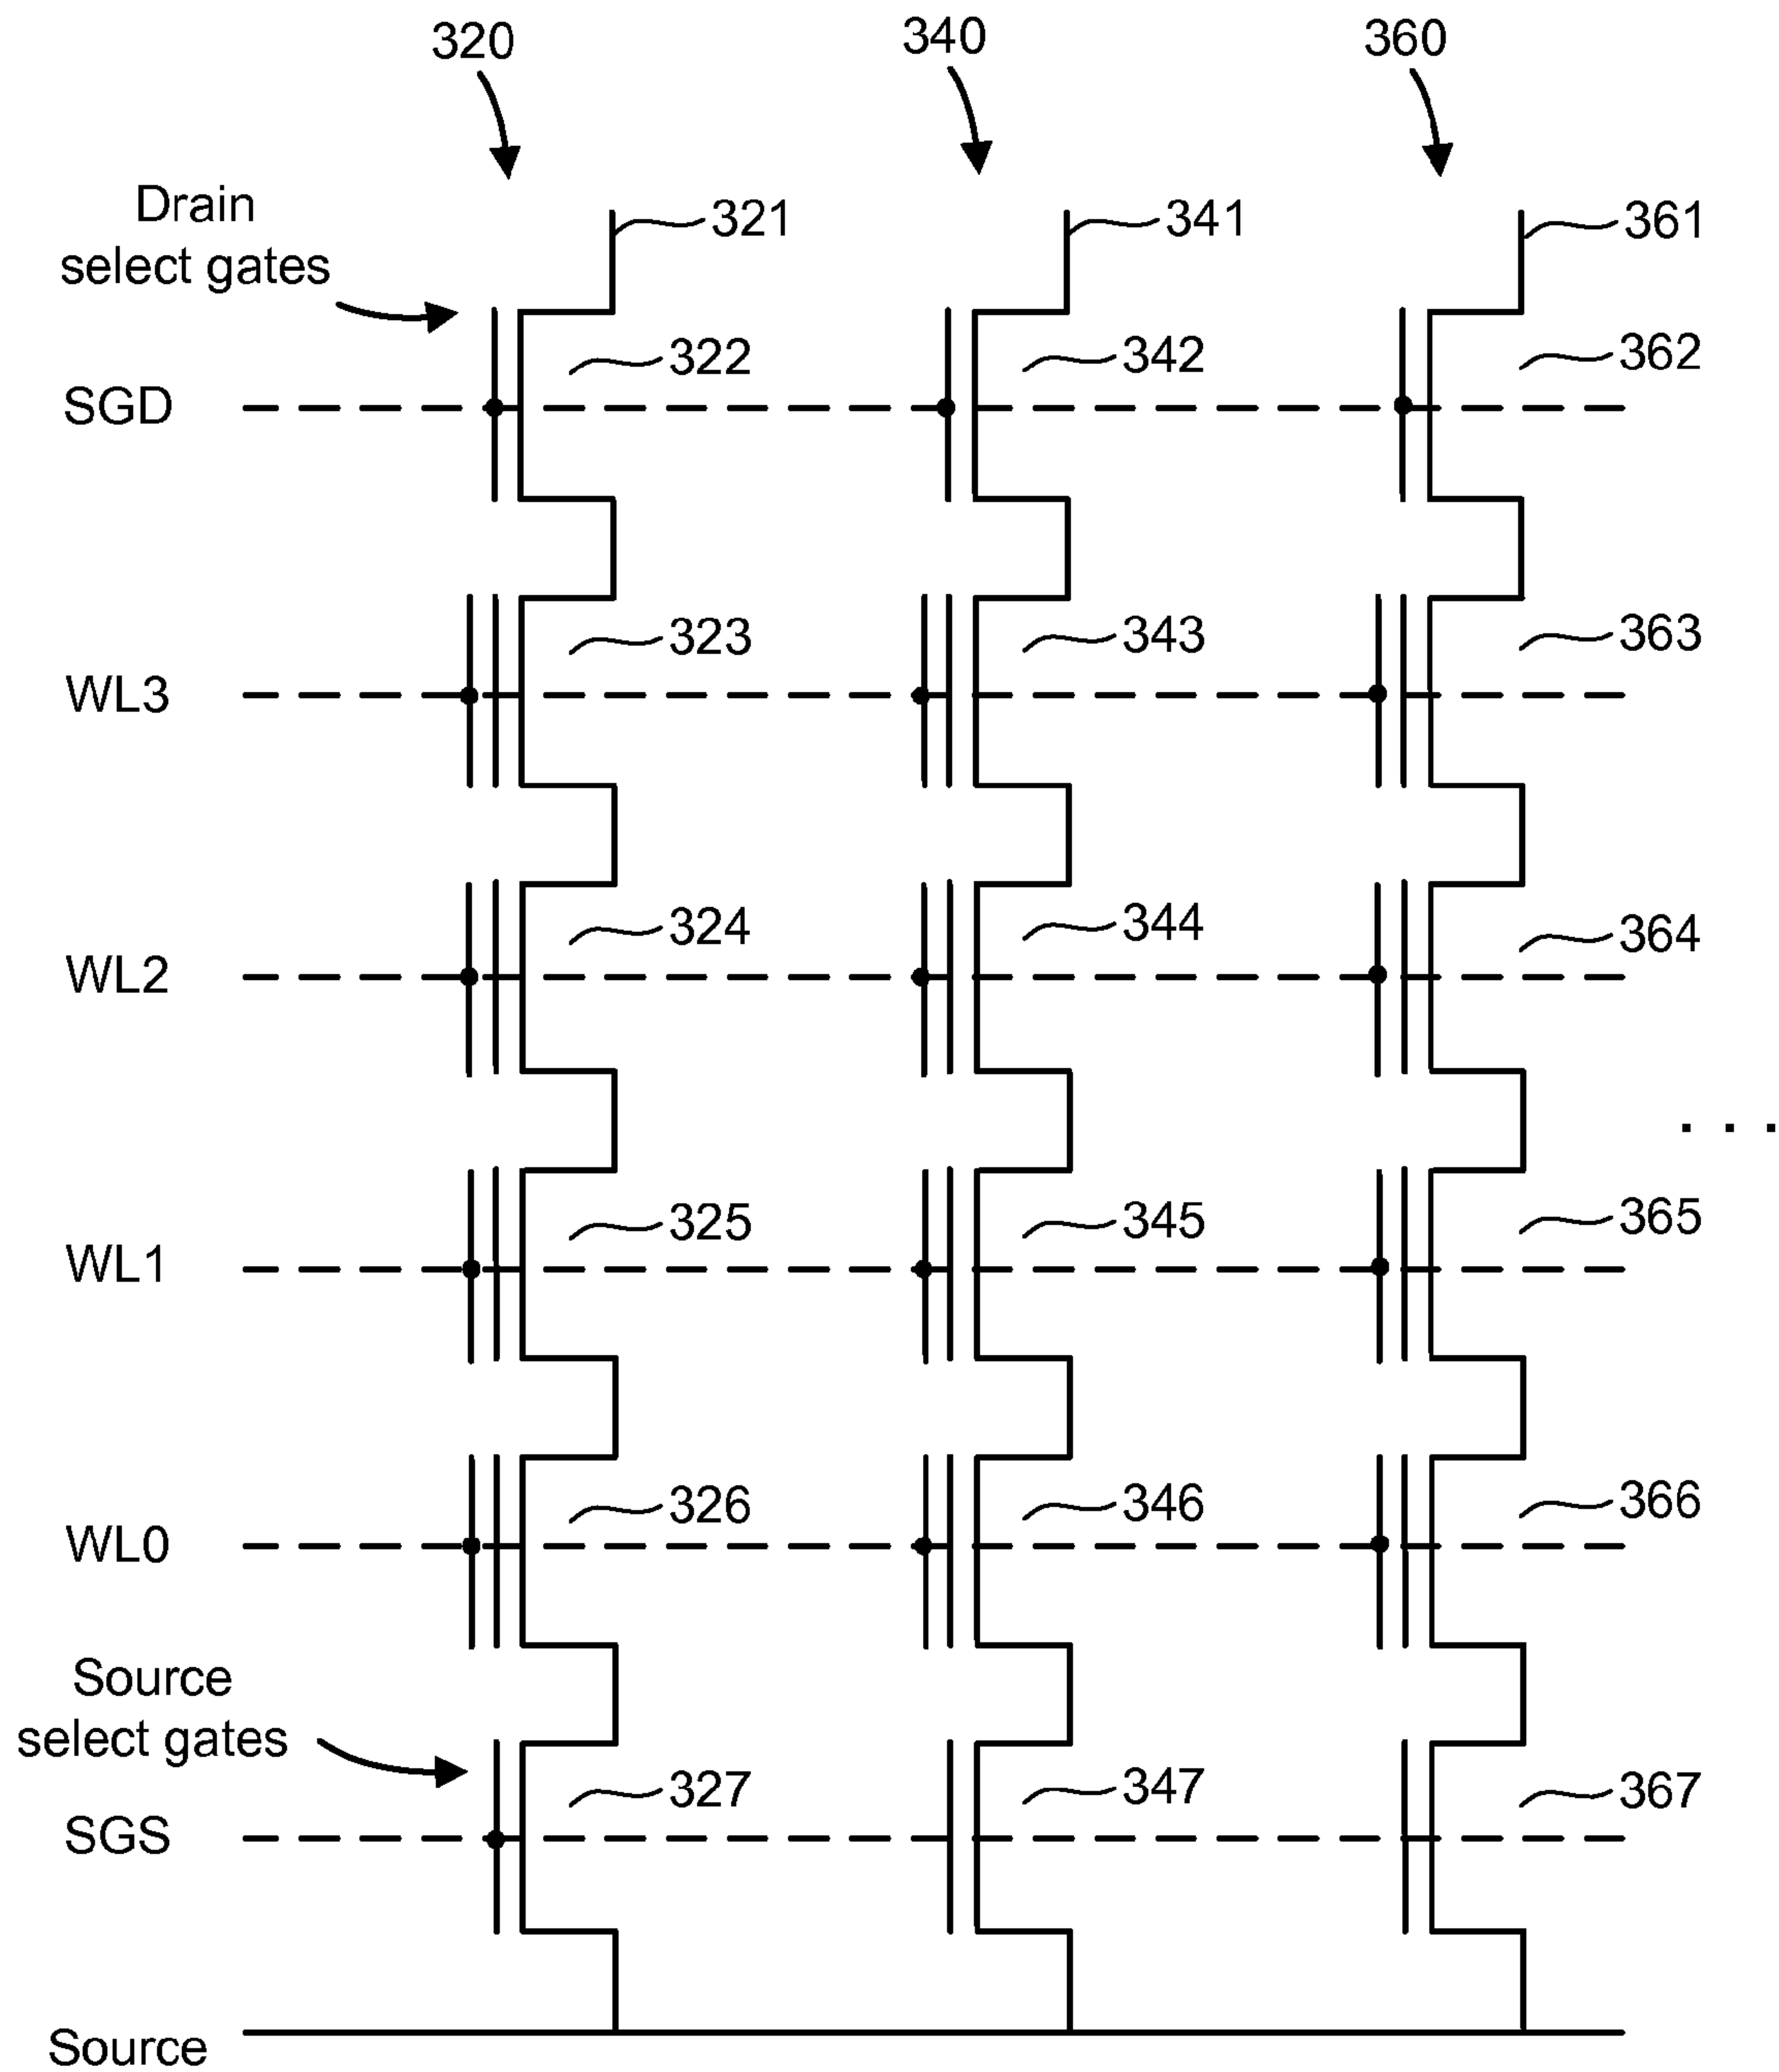 320 340 360
Drain
select gates
321 341 361
322 342 362
SGD
323 343 363
WL3
324 344 364
WL2
. . .
325 345 365
WL1
326 346 366
WL0
Source
select gates
327 347 367
SGS
Source